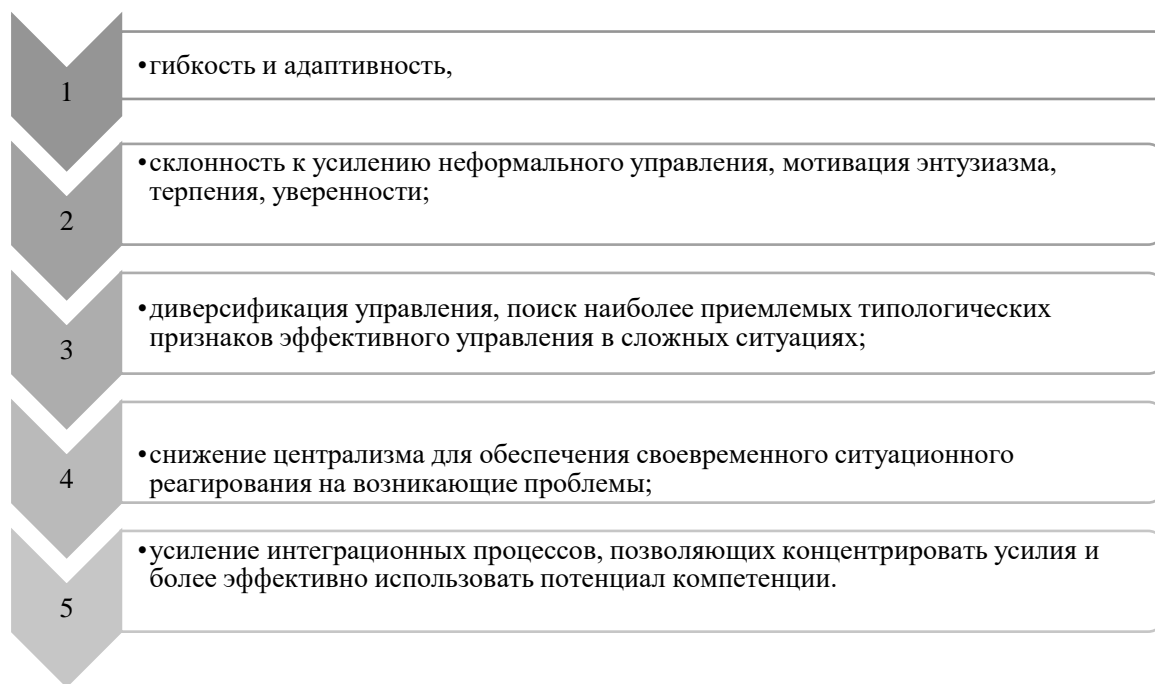 1
•гибкость и адаптивность,
2
•склонность к усилению неформального управления, мотивация энтузиазма,
терпения, уверенности;
3
•диверсификация управления, поиск наиболее приемлемых типологических
признаков эффективного управления в сложных ситуациях;
4
•снижение централизма для обеспечения своевременного ситуационного
реагирования на возникающие проблемы;
5
•усиление интеграционных процессов, позволяющих концентрировать усилия и
более эффективно использовать потенциал компетенции.